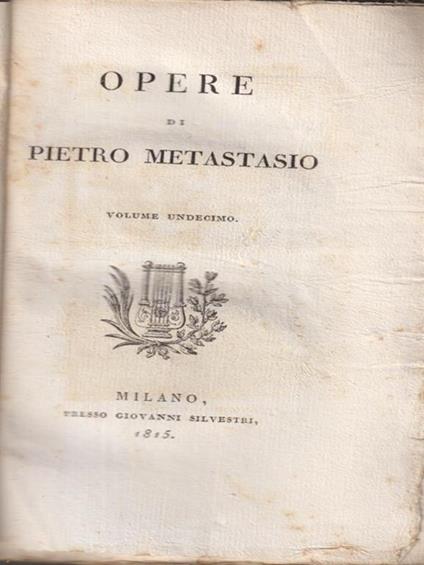 OPERE
DI
PIETRO METASTASIO
VOLUME UNDECIMO.
MILANO,
PRESSO GIOVANNI SILVESTRI,
1815.